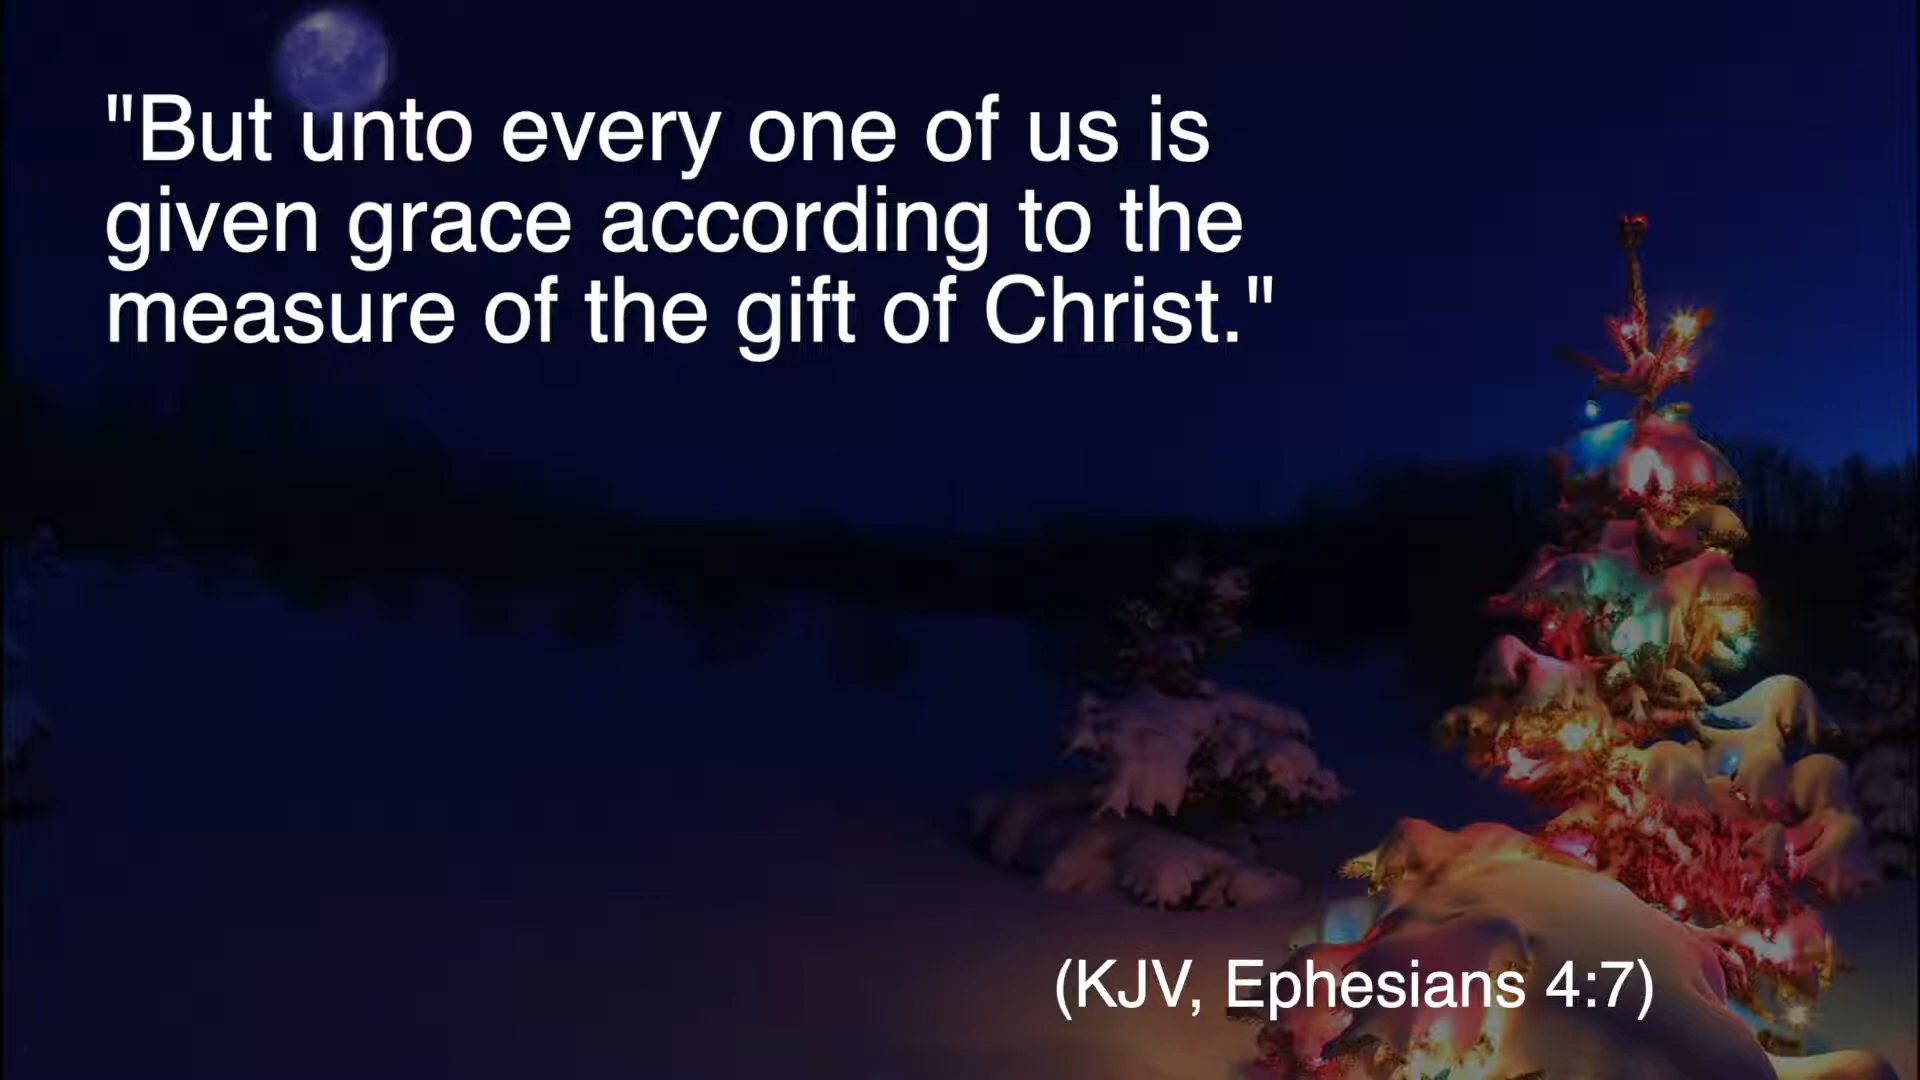 "But unto every one of us is
given grace according to the
measure of the gift of Christ."
(KJV, Ephesians 4:7)